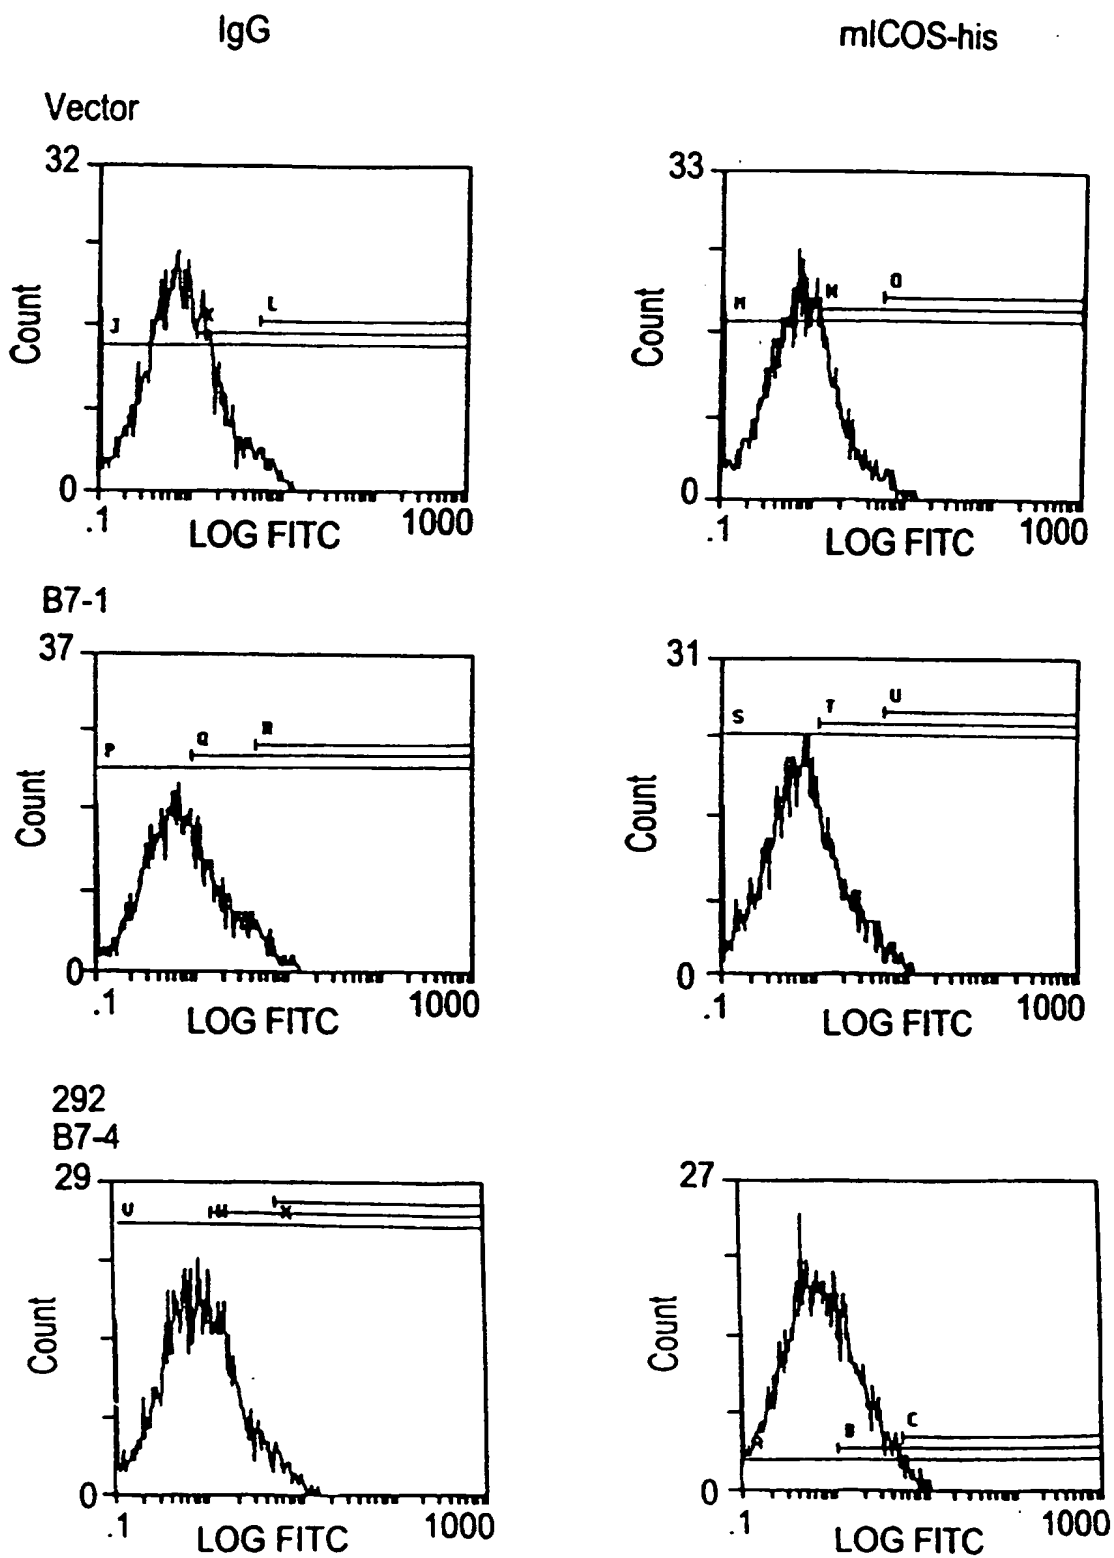 IgG mICOS-his
Vector
32 33
Count J K L Count M N O
0 0
.1 1000 .1 1000
LOG FITC LOG FITC
B7-1
37 31
Count P Q R Count S T U
0 0
.1 1000 .1 1000
LOG FITC LOG FITC
292
B7-4
29 27
Count W X Count A B C
0 0
.1 1000 .1 1000
LOG FITC LOG FITC